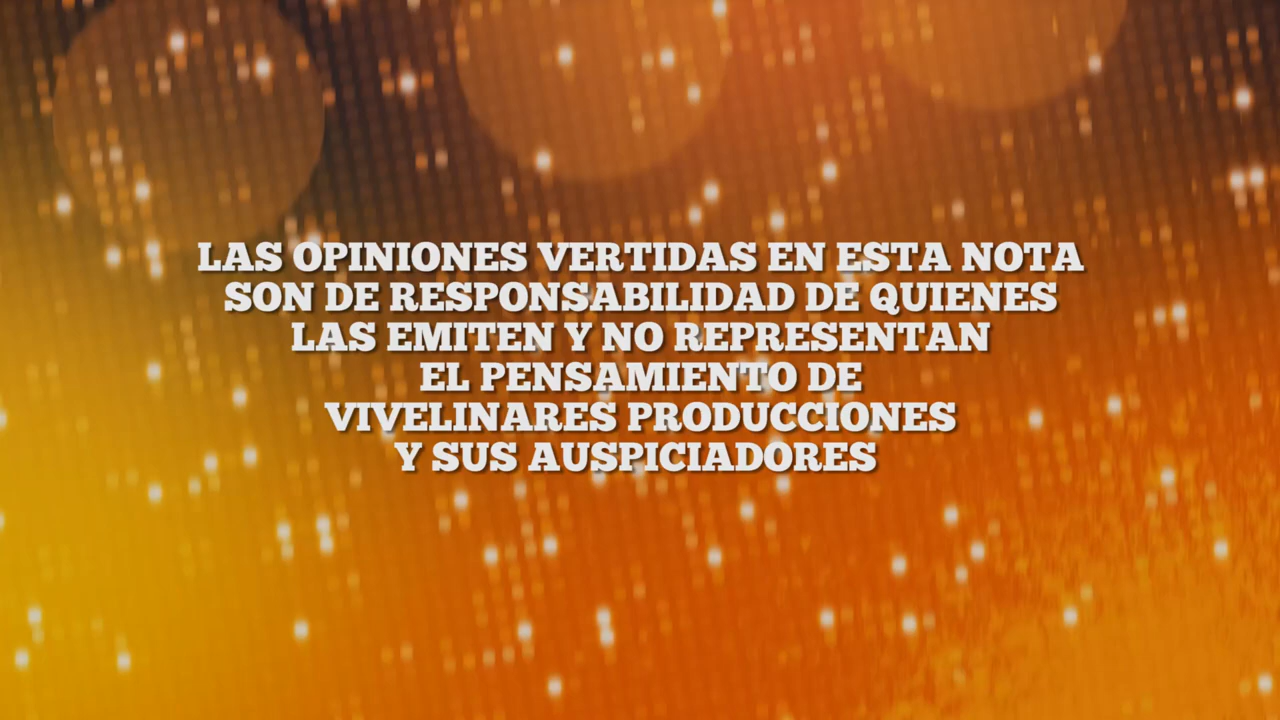 LAS OPINIONES VERTIDAS EN ESTA NOTA
SON DE RESPONSABILIDAD DE QUIENES
LAS EMITEN Y NO REPRESENTAN
EL PENSAMIENTO DE
VIVELINARES PRODUCCIONES
Y SUS AUSPICIADORES